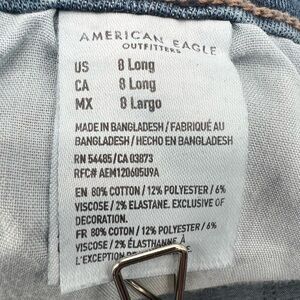 AMERICAN EAGLE
OUTFITTERS
US 8 Long
CA 8 Long
MX 8 Largo
MADE IN BANGLADESH / FABRIQUÉ AU
BANGLADESH / HECHO EN BANGLADESH
RN 54485/CA 03873
RFC# AEM120605U9A
EN 80% COTTON / 12% POLYESTER / 6%
VISCOSE / 2% ELASTANE. EXCLUSIVE OF
DECORATION.
FR 80% COTON / 12% POLYESTER / 6%
VISCOSE / 2% ÉLASTHANNE À
L'EXCEPTION